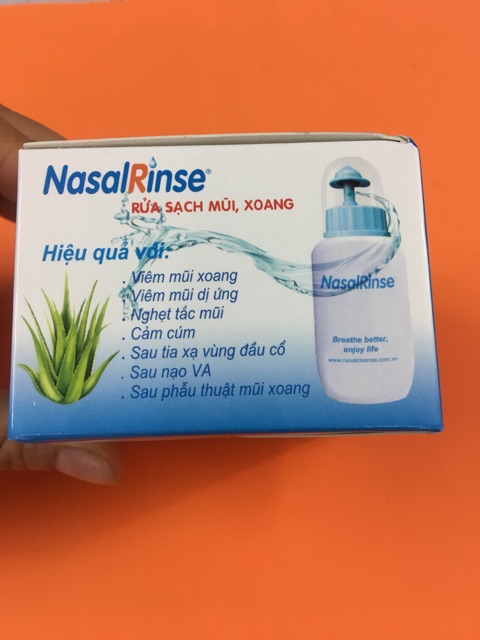 NasalRinse®
RỬA SẠCH MŨI, XOANG
Hiệu quả với:
. Viêm mũi xoang
. Viêm mũi dị ứng
. Nghẹt tắc mũi
. Cảm cúm
. Sau tia xạ vùng đầu cổ
. Sau nạo VA
. Sau phẫu thuật mũi xoang
NasalRinse®
Breathe better,
enjoy life
www.nasalcleanse.com.vn